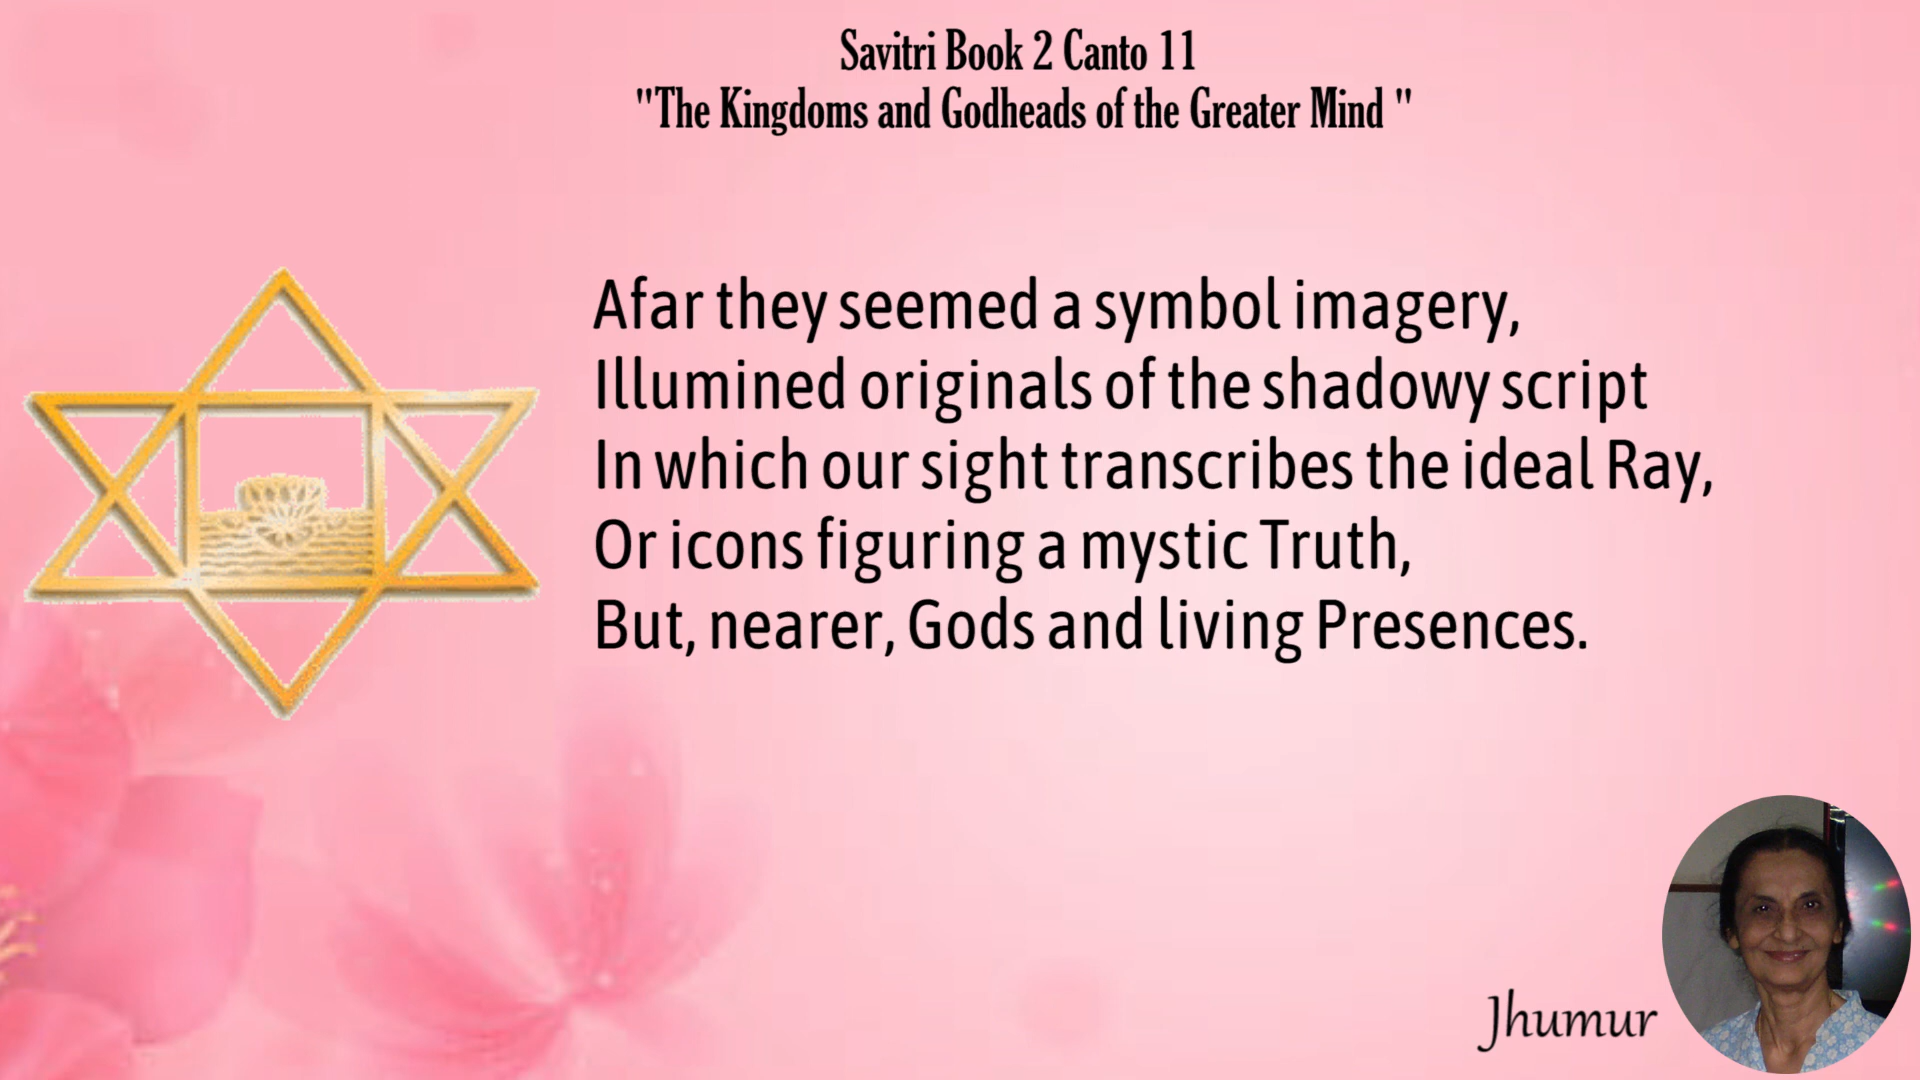 Savitri Book 2 Canto 11
"The Kingdoms and Godheads of the Greater Mind "
Afar they seemed a symbol imagery,
Illumined originals of the shadowy script
In which our sight transcribes the ideal Ray,
Or icons figuring a mystic Truth,
But, nearer, Gods and living Presences.
Jhumur